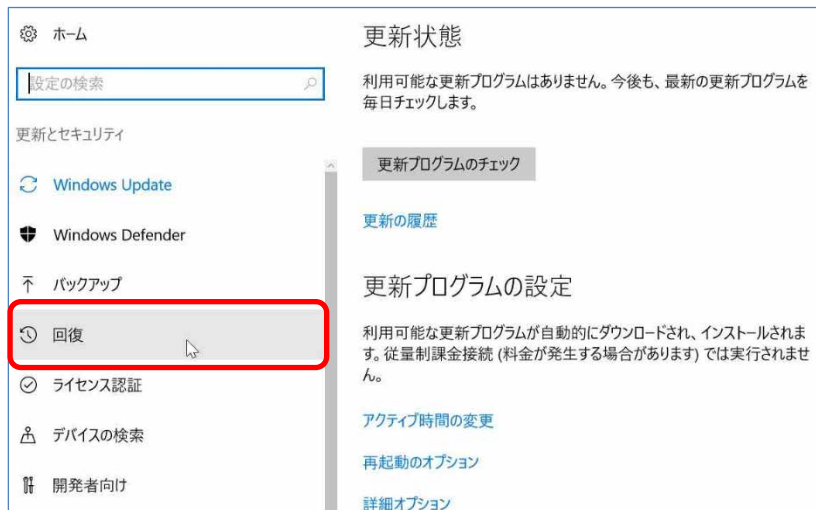 ホーム
設定の検索
更新とセキュリティ
Windows Update
Windows Defender
バックアップ
回復
ライセンス認証
デバイスの検索
開発者向け
更新状態
利用可能な更新プログラムはありません。今後も、最新の更新プログラムを
毎日チェックします。
更新プログラムのチェック
更新の履歴
更新プログラムの設定
利用可能な更新プログラムが自動的にダウンロードされ、インストールされま
す。従量制課金接続 (料金が発生する場合があります) では実行されませ
ん。
アクティブ時間の変更
再起動のオプション
詳細オプション